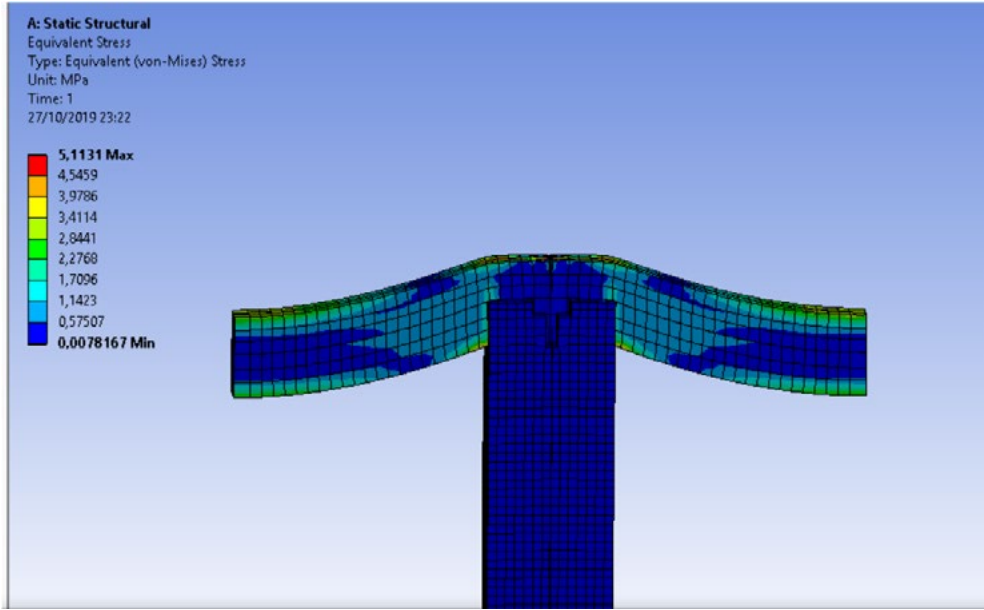 A: Static Structural
Equivalent Stress
Type: Equivalent (von-Mises) Stress
Unit: MPa
Time: 1
27/10/2019 23:22
5,1131 Max
4,5459
3,9786
3,4114
2,8441
2,2768
1,7096
1,1423
0,57507
0,0078167 Min